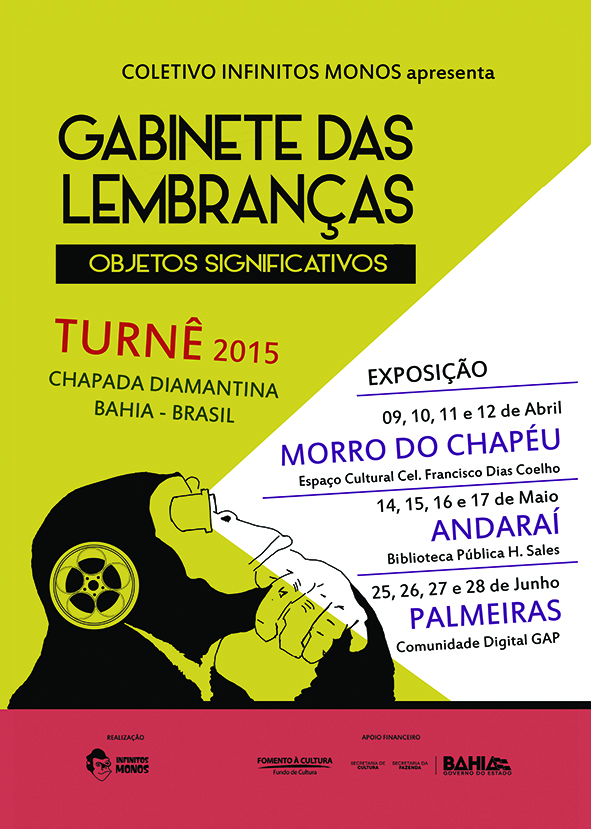 COLETIVO INFINITOS MONOS apresenta
GABINETE DAS
LEMBRANÇAS
OBJETOS SIGNIFICATIVOS
TURNÊ 2015
CHAPADA DIAMANTINA
BAHIA - BRASIL
EXPOSIÇÃO
09, 10, 11 e 12 de Abril
MORRO DO CHAPÉU
Espaço Cultural Cel. Francisco Dias Coelho
14, 15, 16 e 17 de Maio
ANDARAÍ
Biblioteca Pública H. Sales
25, 26, 27 e 28 de Junho
PALMEIRAS
Comunidade Digital GAP
REALIZAÇÃO
INFINITOS
MONOS
APOIO FINANCEIRO
FOMENTO À CULTURA
Fundo de Cultura
SECRETARIA DE
CULTURA
SECRETARIA DA
FAZENDA
BAHIA
GOVERNO DO ESTADO